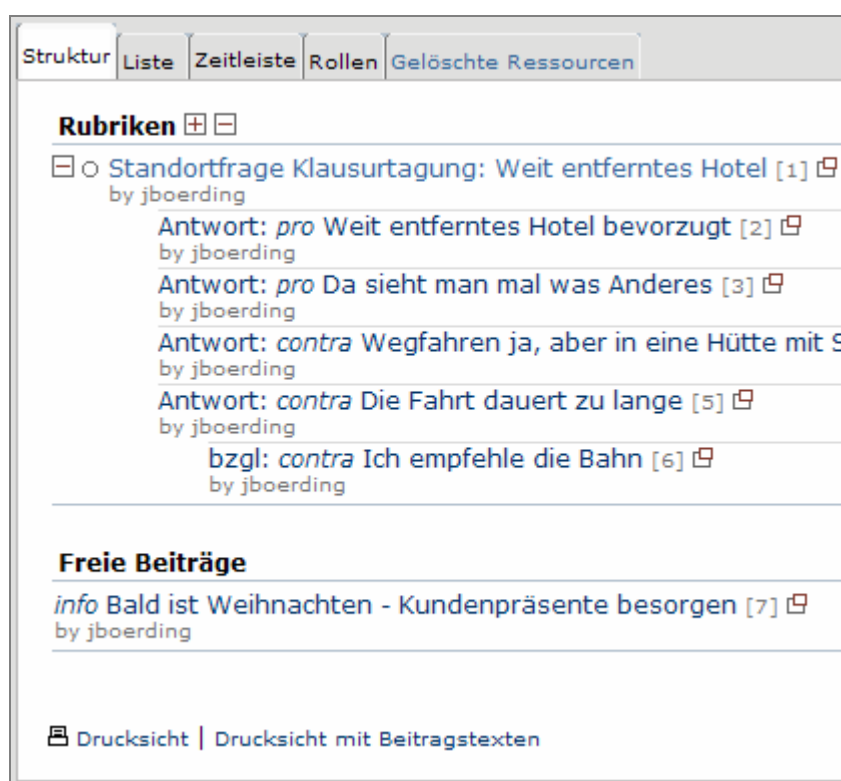 Struktur Liste Zeitleiste Rollen Gelöschte Ressourcen
Rubriken
Standortfrage Klausurtagung: Weit entferntes Hotel [1]
by jboerding
Antwort: pro Weit entferntes Hotel bevorzugt [2]
by jboerding
Antwort: pro Da sieht man mal was Anderes [3]
by jboerding
Antwort: contra Wegfahren ja, aber in eine Hütte mit
by jboerding
Antwort: contra Die Fahrt dauert zu lange [5]
by jboerding
bzgl: contra Ich empfehle die Bahn [6]
by jboerding
Freie Beiträge
info Bald ist Weihnachten - Kundenpräsente besorgen [7]
by jboerding
Drucksicht | Drucksicht mit Beitragstexten